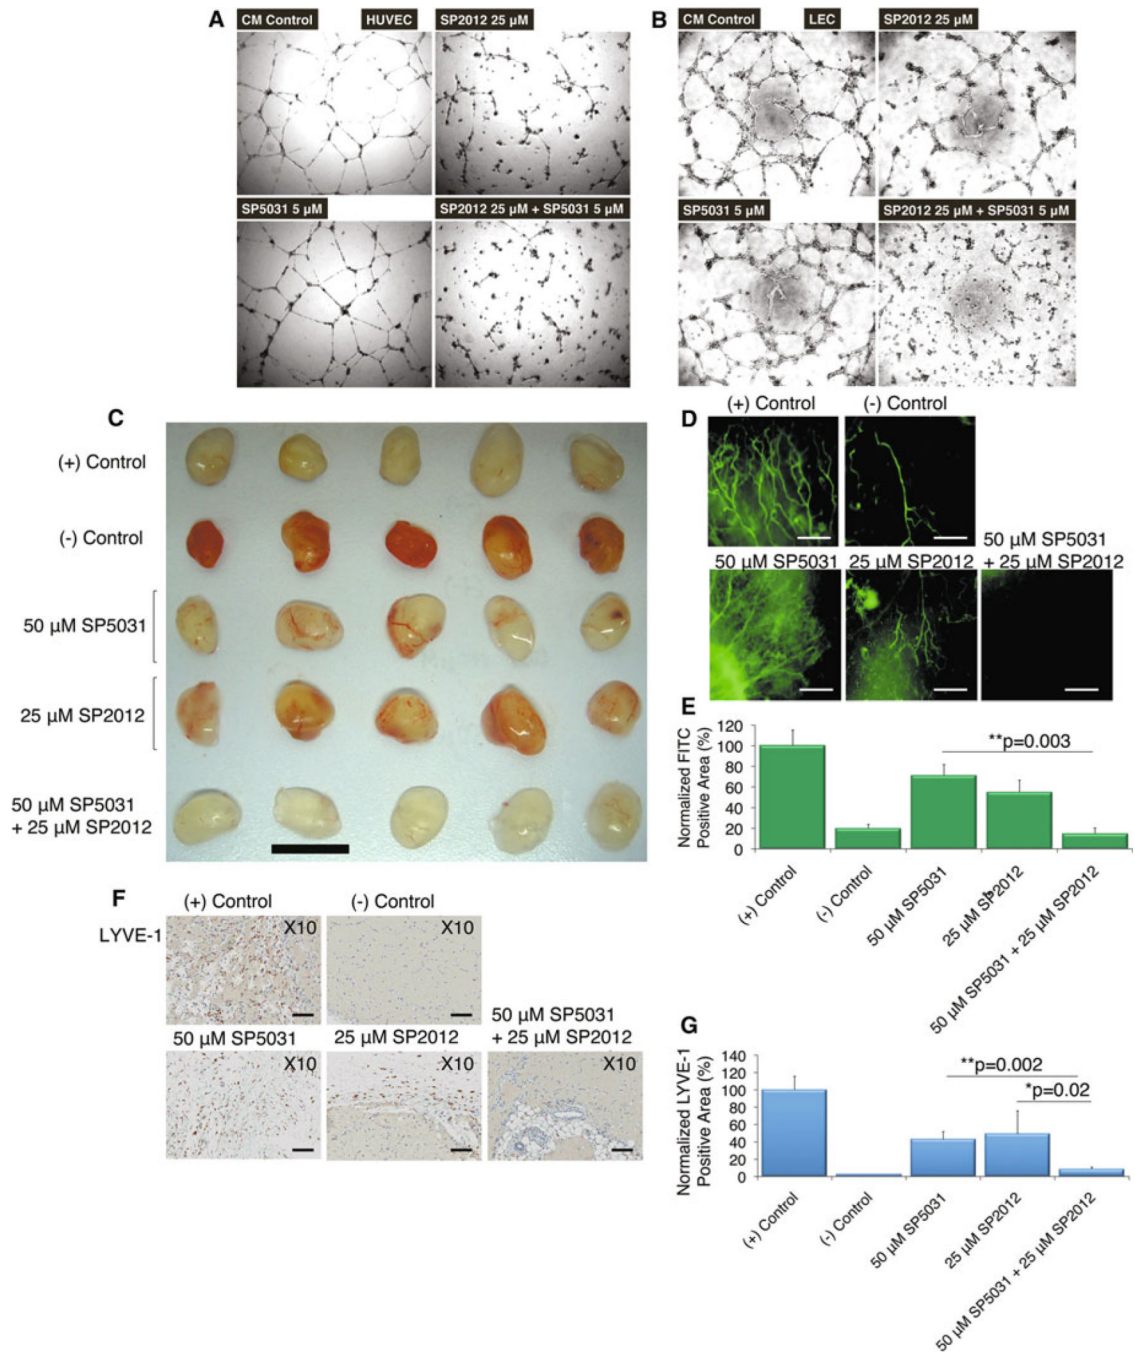 A
CM Control HUVEC SP2012 25 µM
SP5031 5 µM SP2012 25 µM + SP5031 5 µM
B
CM Control LEC SP2012 25 µM
SP5031 5 µM SP2012 25 µM + SP5031 5 µM
C
(+) Control
(-) Control
50 µM SP5031
25 µM SP2012
50 µM SP5031
+ 25 µM SP2012
D
(+) Control (-) Control
50 µM SP5031 25 µM SP2012
50 µM SP5031
+ 25 µM SP2012
E
Normalized FITC
Positive Area (%)
120
100
80
60
40
20
0
**p=0.003
(+) Control
(-) Control
50 µM SP5031
25 µM SP2012
50 µM SP5031 + 25 µM SP2012
F
(+) Control (-) Control
LYVE-1
X10 X10
50 µM SP5031 25 µM SP2012
50 µM SP5031
+ 25 µM SP2012
X10 X10 X10
G
Normalized LYVE-1
Positive Area (%)
140
120
100
80
60
40
20
0
**p=0.002
*p=0.02
(+) Control
(-) Control
50 µM SP5031
25 µM SP2012
50 µM SP5031 + 25 µM SP2012